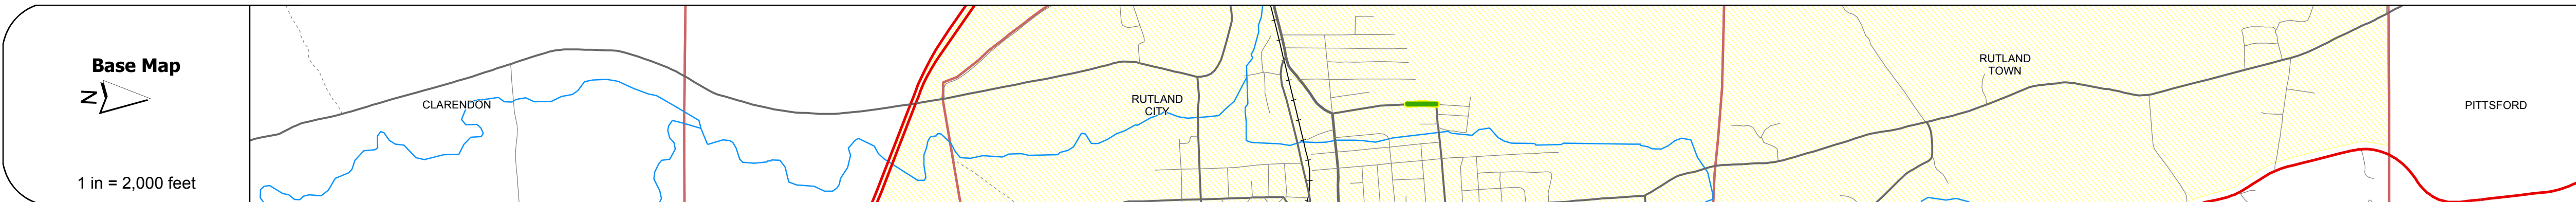 Base Map
N
1 in = 2,000 feet
CLARENDON
RUTLAND
CITY
RUTLAND
TOWN
PITTSFORD